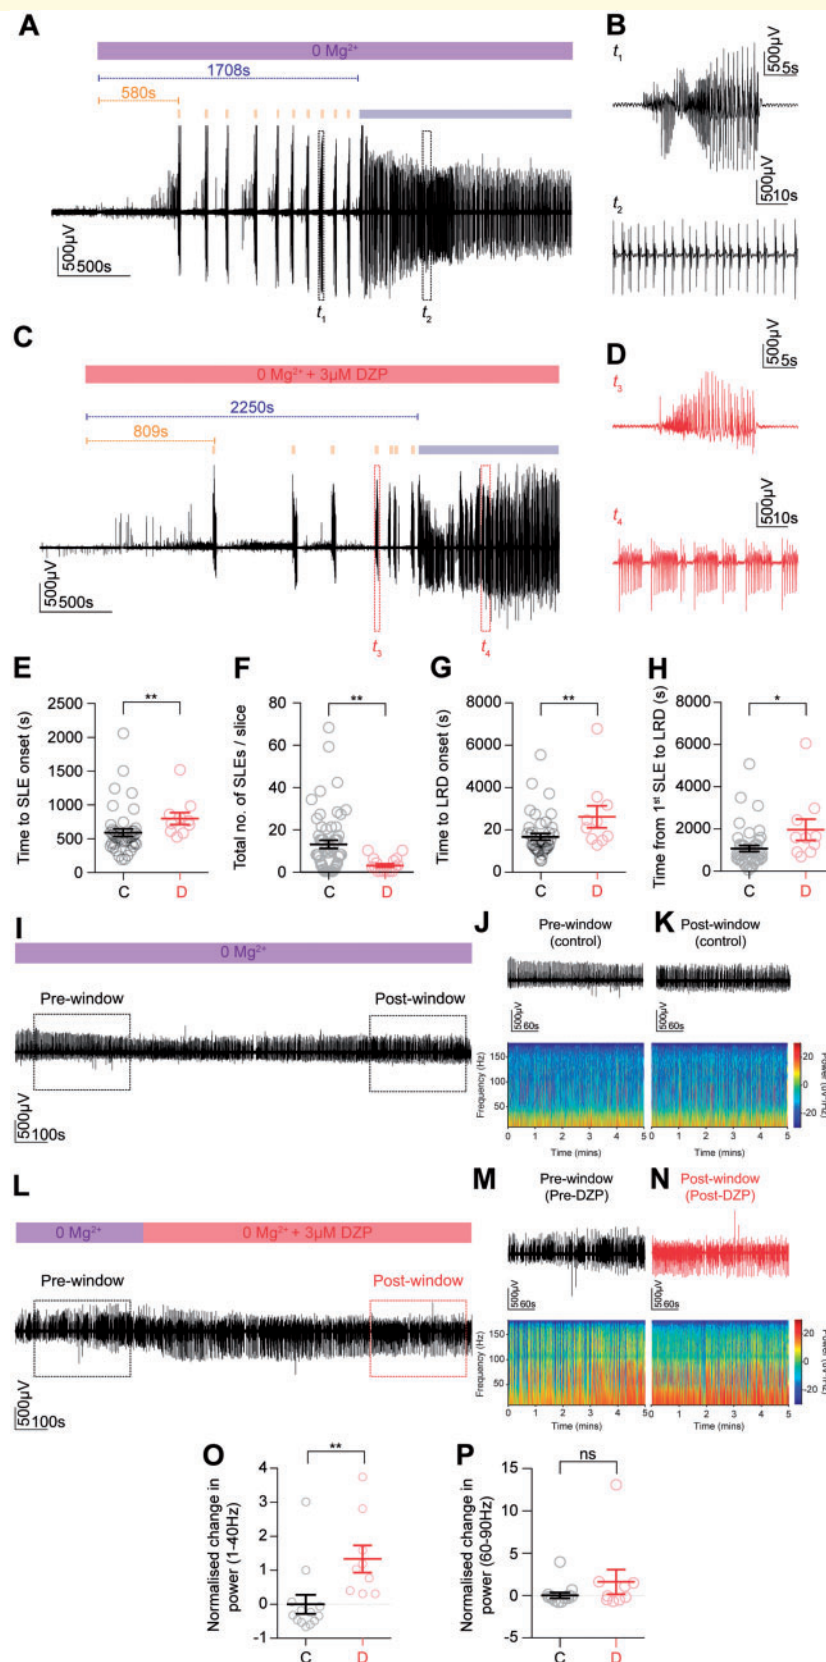 A
0 Mg²⁺
1708s
580s
500µV
500s
t₁
t₂
B
t₁
500µV
5s
500µV
10s
t₂
C
0 Mg²⁺ + 3µM DZP
2250s
809s
500µV
500s
t₃
t₄
D
500µV
5s
t₃
500µV
10s
t₄
E
Time to SLE onset (s)
2500
2000
1500
1000
500
0
**
C
D
F
Total no. of SLEs / slice
80
60
40
20
0
**
C
D
G
Time to LRD onset (s)
8000
6000
4000
20
0
**
C
D
H
Time from 1ˢᵗ SLE to LRD (s)
8000
6000
4000
2000
0
*
C
D
I
0 Mg²⁺
Pre-window
Post-window
500µV
100s
J
Pre-window
(control)
500µV
60s
Frequency (Hz)
150
100
50
0 1 2 3 4 5
Time (mins)
K
Post-window
(control)
500µV
60s
0 1 2 3 4 5
Time (mins)
20
0
-20
L
0 Mg²⁺
0 Mg²⁺ + 3µM DZP
Pre-window
Post-window
500µV
100s
M
Pre-window
(Pre-DZP)
500µV
60s
Frequency (Hz)
150
100
50
0 1 2 3 4 5
Time (mins)
N
Post-window
(Post-DZP)
500µV
60s
0 1 2 3 4 5
Time (mins)
20
0
-20
O
Normalised change in
power (1-40Hz)
4
3
2
1
0
-1
**
C
D
P
Normalised change in
power (60-90Hz)
15
10
5
0
-5
ns
C
D